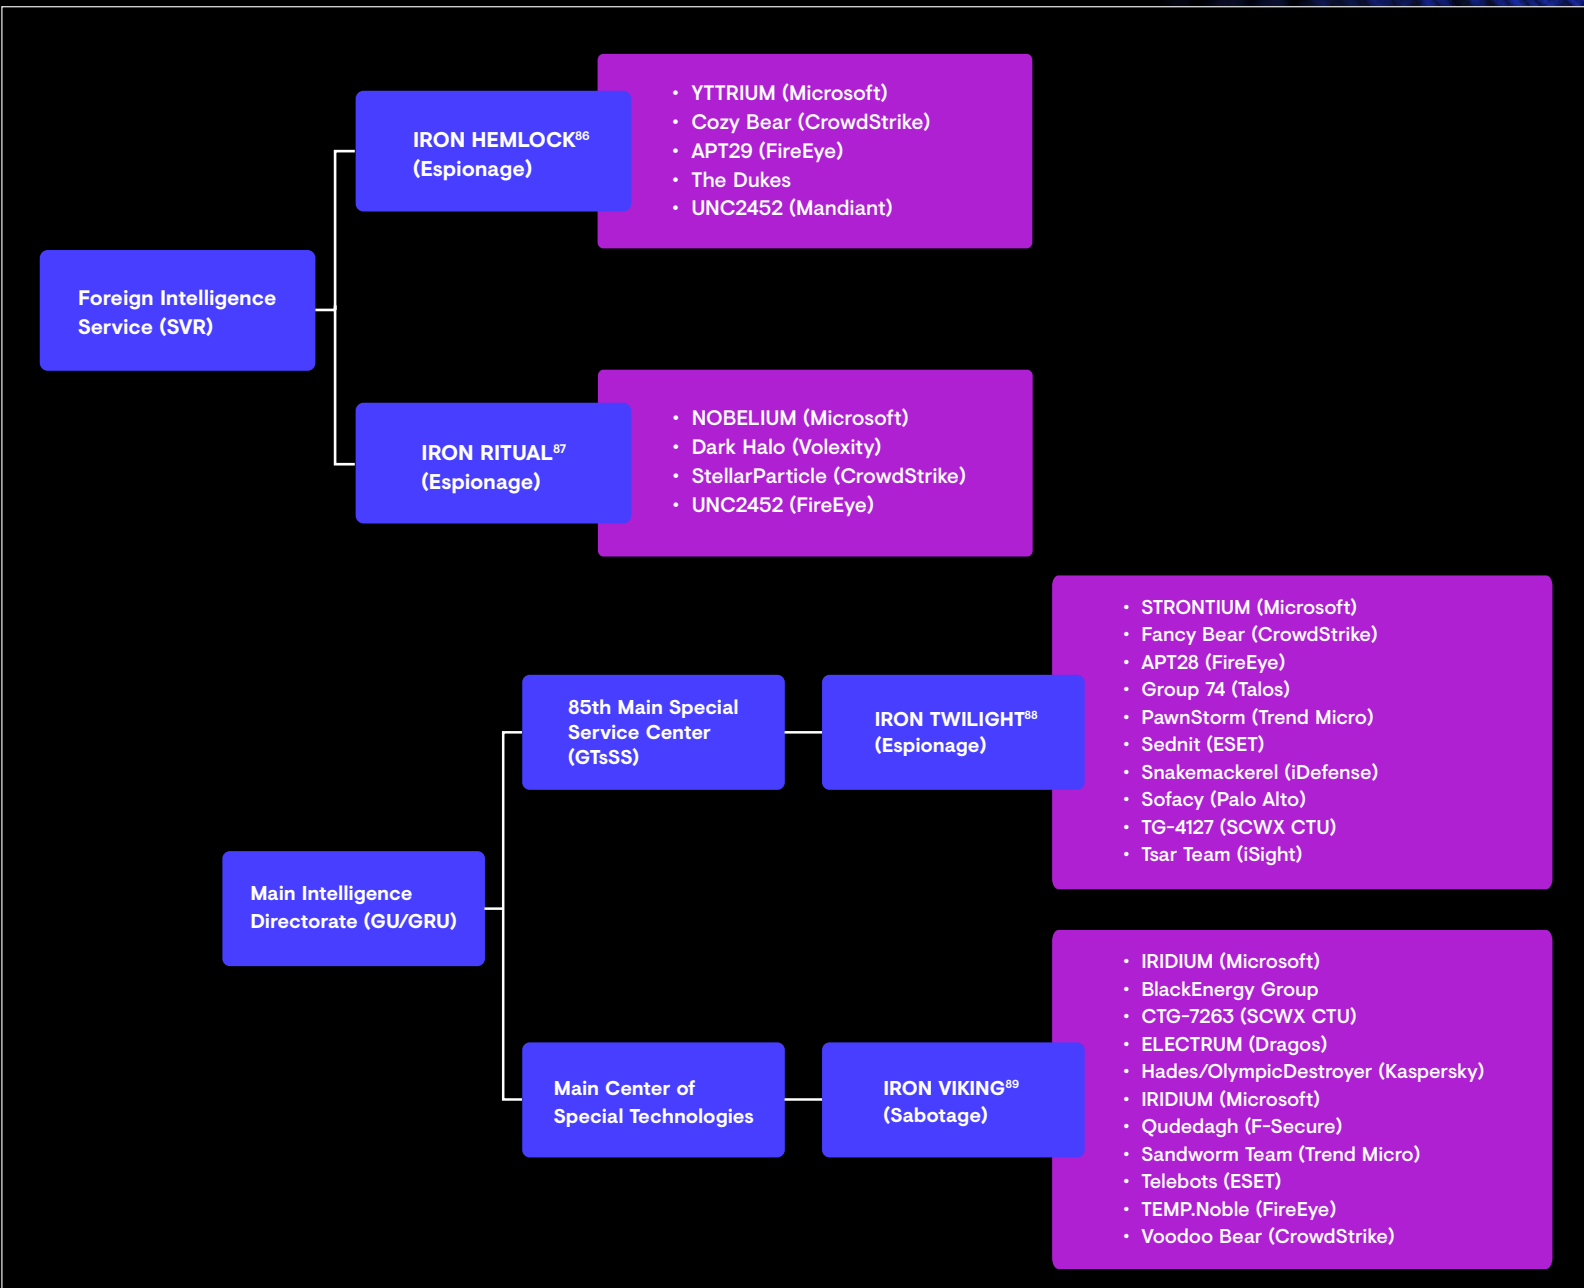 IRON HEMLOCK86
(Espionage)
• YTTRIUM (Microsoft)
• Cozy Bear (CrowdStrike)
• APT29 (FireEye)
• The Dukes
• UNC2452 (Mandiant)
Foreign Intelligence
Service (SVR)
IRON RITUAL87
(Espionage)
• NOBELIUM (Microsoft)
• Dark Halo (Volexity)
• StellarParticle (CrowdStrike)
• UNC2452 (FireEye)
85th Main Special
Service Center
(GTsSS)
IRON TWILIGHT88
(Espionage)
• STRONTIUM (Microsoft)
• Fancy Bear (CrowdStrike)
• APT28 (FireEye)
• Group 74 (Talos)
• PawnStorm (Trend Micro)
• Sednit (ESET)
• Snakemackerel (iDefense)
• Sofacy (Palo Alto)
• TG-4127 (SCWX CTU)
• Tsar Team (iSight)
Main Intelligence
Directorate (GU/GRU)
Main Center of
Special Technologies
IRON VIKING89
(Sabotage)
• IRIDIUM (Microsoft)
• BlackEnergy Group
• CTG-7263 (SCWX CTU)
• ELECTRUM (Dragos)
• Hades/OlympicDestroyer (Kaspersky)
• IRIDIUM (Microsoft)
• Qudedagh (F-Secure)
• Sandworm Team (Trend Micro)
• Telebots (ESET)
• TEMP.Noble (FireEye)
• Voodoo Bear (CrowdStrike)